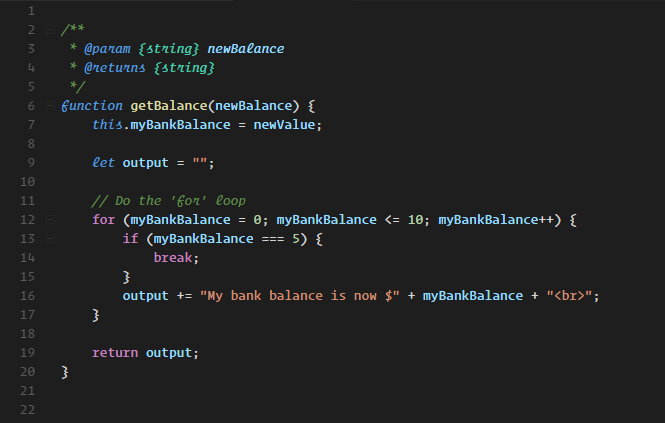 1
2 /**
3 * @param {string} newBalance
4 * @returns {string}
5 */
6 function getBalance(newBalance) {
7 this.myBankBalance = newValue;
8
9 let output = "";
10
11 // Do the 'for' loop
12 for (myBankBalance = 0; myBankBalance <= 10; myBankBalance++) {
13 if (myBankBalance === 5) {
14 break;
15 }
16 output += "My bank balance is now $" + myBankBalance + "<br>";
17 }
18
19 return output;
20 }
21
22